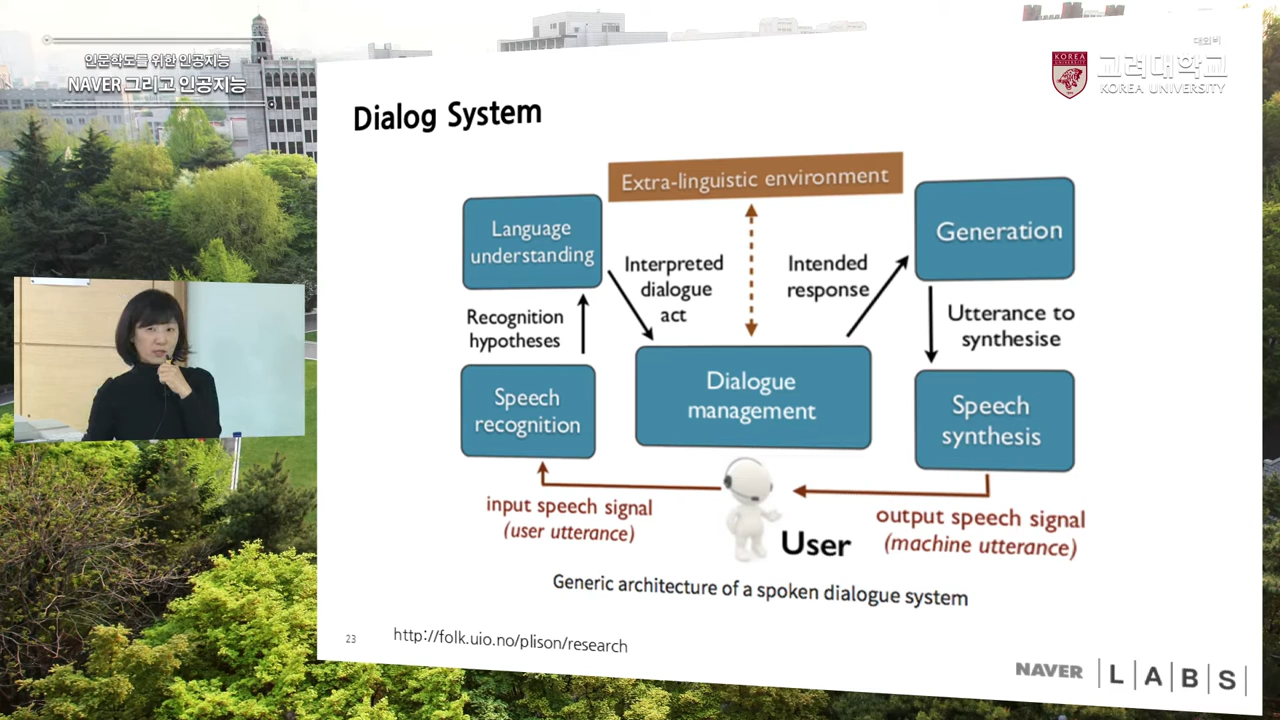 인문학도를 위한 인공지능
NAVER 그리고 인공지능
대외비
KOREA
고려대학교
KOREA UNIVERSITY
Dialog System
Extra-linguistic environment
Language
understanding
Generation
Interpreted
dialogue
act
Intended
response
Recognition
hypotheses
Utterance to
synthesise
Speech
recognition
Dialogue
management
Speech
synthesis
input speech signal
(user utterance)
User
output speech signal
(machine utterance)
Generic architecture of a spoken dialogue system
23
http://folk.uio.no/plison/research
NAVER LABS